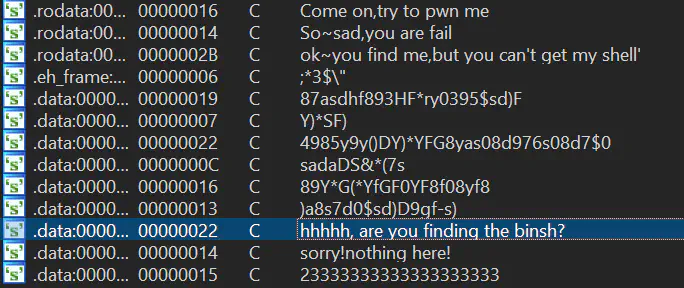 .rodata:00... 00000016 C Come on,try to pwn me
.rodata:00... 00000014 C So~sad,you are fail
.rodata:00... 0000002B C ok~you find me,but you can't get my shell'
.eh_frame:... 00000006 C ;*3$\"
.data:0000... 00000019 C 87asdhf893HF*ry0395$sd)F
.data:0000... 00000007 C Y)*SF)
.data:0000... 00000022 C 4985y9y()DY)*YFG8yas08d976s08d7$0
.data:0000... 0000000C C sadaDS&*(7s
.data:0000... 00000016 C 89Y*G(*YfGF0YF8f08yf8
.data:0000... 00000013 C )a8s7d0$sd)D9gf-s)
.data:0000... 00000022 C hhhhh, are you finding the binsh?
.data:0000... 00000014 C sorry!nothing here!
.data:0000... 00000015 C 23333333333333333333